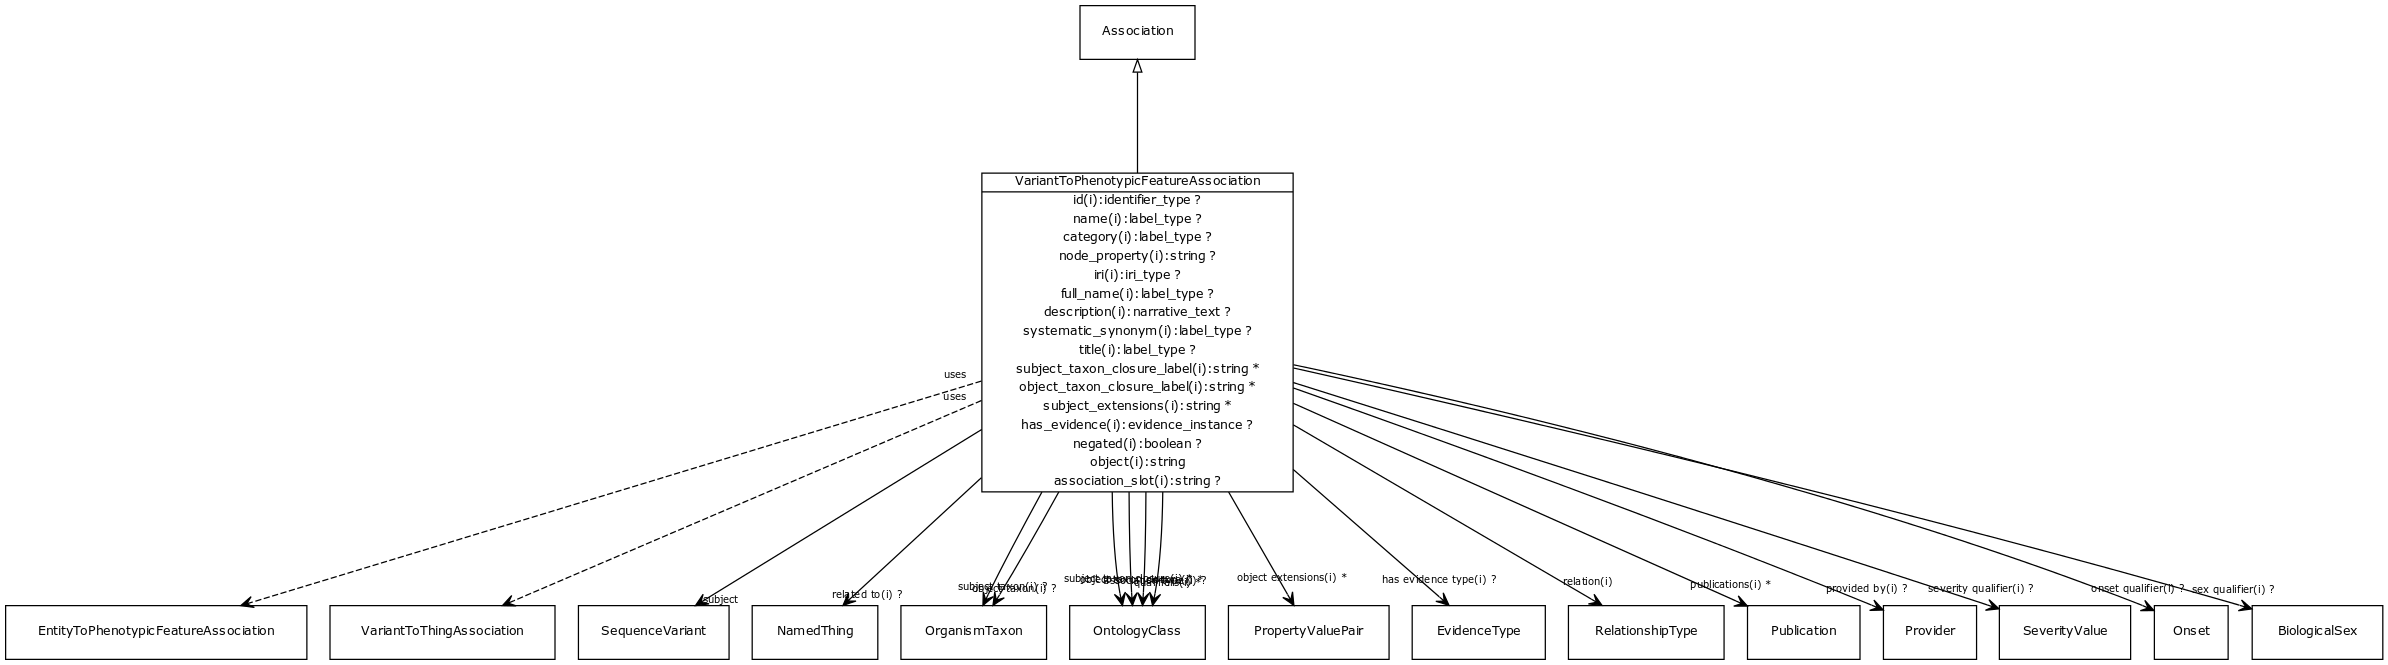 Association
VariantToPhenotypicFeatureAssociation
id(i):identifier_type ?
name(i):label_type ?
category(i):label_type ?
node_property(i):string ?
iri(i):iri_type ?
full_name(i):label_type ?
description(i):narrative_text ?
systematic_synonym(i):label_type ?
title(i):label_type ?
subject_taxon_closure_label(i):string *
object_taxon_closure_label(i):string *
subject_extensions(i):string *
has_evidence(i):evidence_instance ?
negated(i):boolean ?
object(i):string
association_slot(i):string ?
uses
uses
subject
related to(i) ?
subject taxon(i) ?
object taxon(i) ?
object extensions(i) *
has evidence type(i) ?
relation(i)
publications(i) *
provided by(i) ?
severity qualifier(i) ?
onset qualifier(i) ?
sex qualifier(i) ?
EntityToPhenotypicFeatureAssociation
VariantToThingAssociation
SequenceVariant
NamedThing
OrganismTaxon
OntologyClass
PropertyValuePair
EvidenceType
RelationshipType
Publication
Provider
SeverityValue
Onset
BiologicalSex